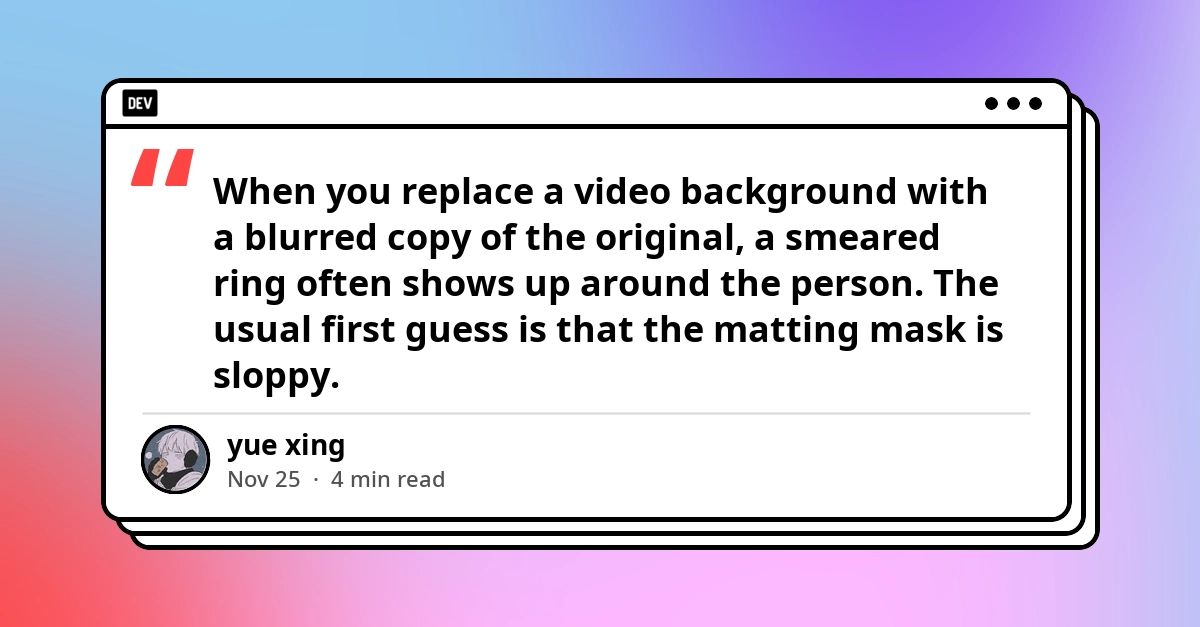 DEV
When you replace a video background with
a blurred copy of the original, a smeared
ring often shows up around the person. The
usual first guess is that the matting mask is
sloppy.
yue xing
Nov 25 · 4 min read